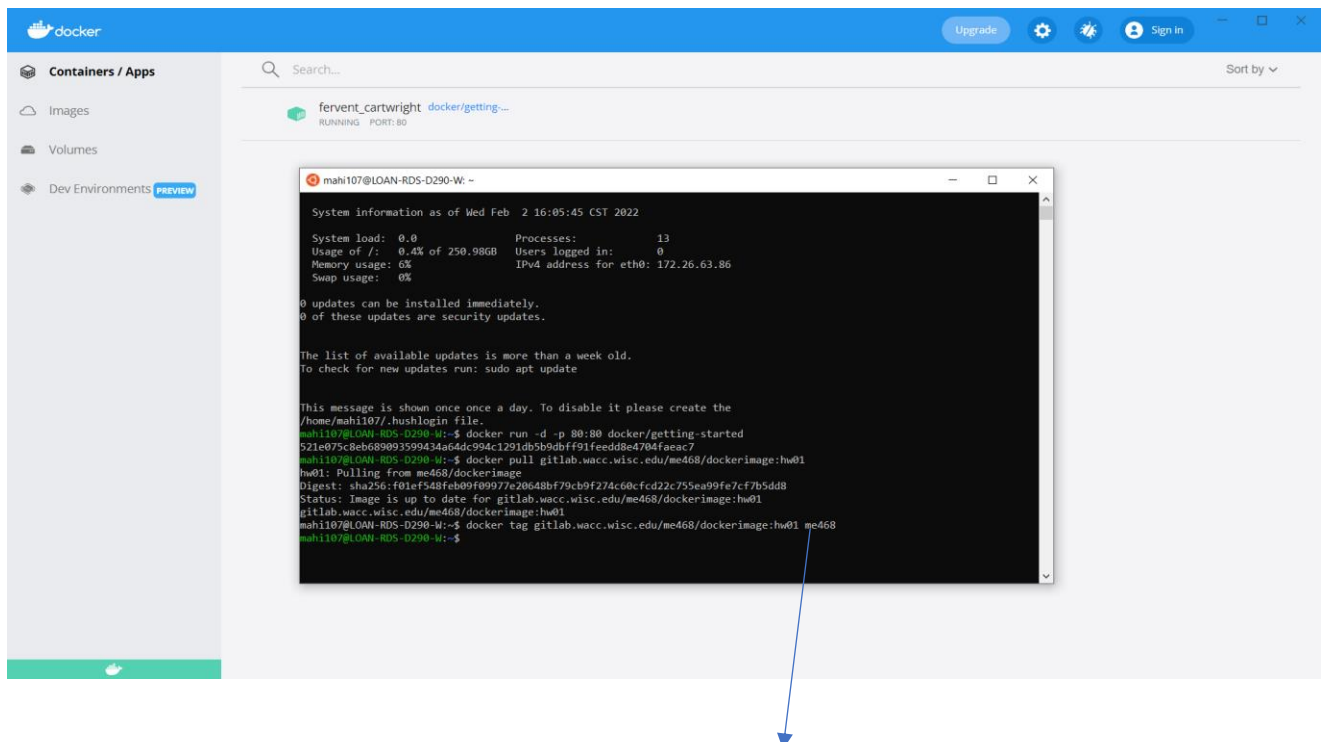 docker
Upgrade
Sign in
Containers / Apps
Images
Volumes
Dev Environments PREVIEW
Search...
Sort by
fervent_cartwright docker/getting-...
RUNNING PORT: 80
mahi107@LOAN-RDS-D290-W: ~
System information as of Wed Feb 2 16:05:45 CST 2022
System load: 0.0 Processes: 13
Usage of /: 0.4% of 250.98GB Users logged in: 0
Memory usage: 6% IPv4 address for eth0: 172.26.63.86
Swap usage: 0%
0 updates can be installed immediately.
0 of these updates are security updates.
The list of available updates is more than a week old.
To check for new updates run: sudo apt update
This message is shown once once a day. To disable it please create the
/home/mahi107/.hushlogin file.
mahi107@LOAN-RDS-D290-W:~$ docker run -d -p 80:80 docker/getting-started
521e075c8eb689093599434a64dc994c1291db5b9dbff91feedd8e4704faeac7
mahi107@LOAN-RDS-D290-W:~$ docker pull gitlab.wacc.wisc.edu/me468/dockerimage:hw01
hw01: Pulling from me468/dockerimage
Digest: sha256:f01ef548feb09f09977e20648bf79cb9f274c60cfcd22c755ea99fe7cf7b5dd8
Status: Image is up to date for gitlab.wacc.wisc.edu/me468/dockerimage:hw01
gitlab.wacc.wisc.edu/me468/dockerimage:hw01
mahi107@LOAN-RDS-D290-W:~$ docker tag gitlab.wacc.wisc.edu/me468/dockerimage:hw01 me468
mahi107@LOAN-RDS-D290-W:~$